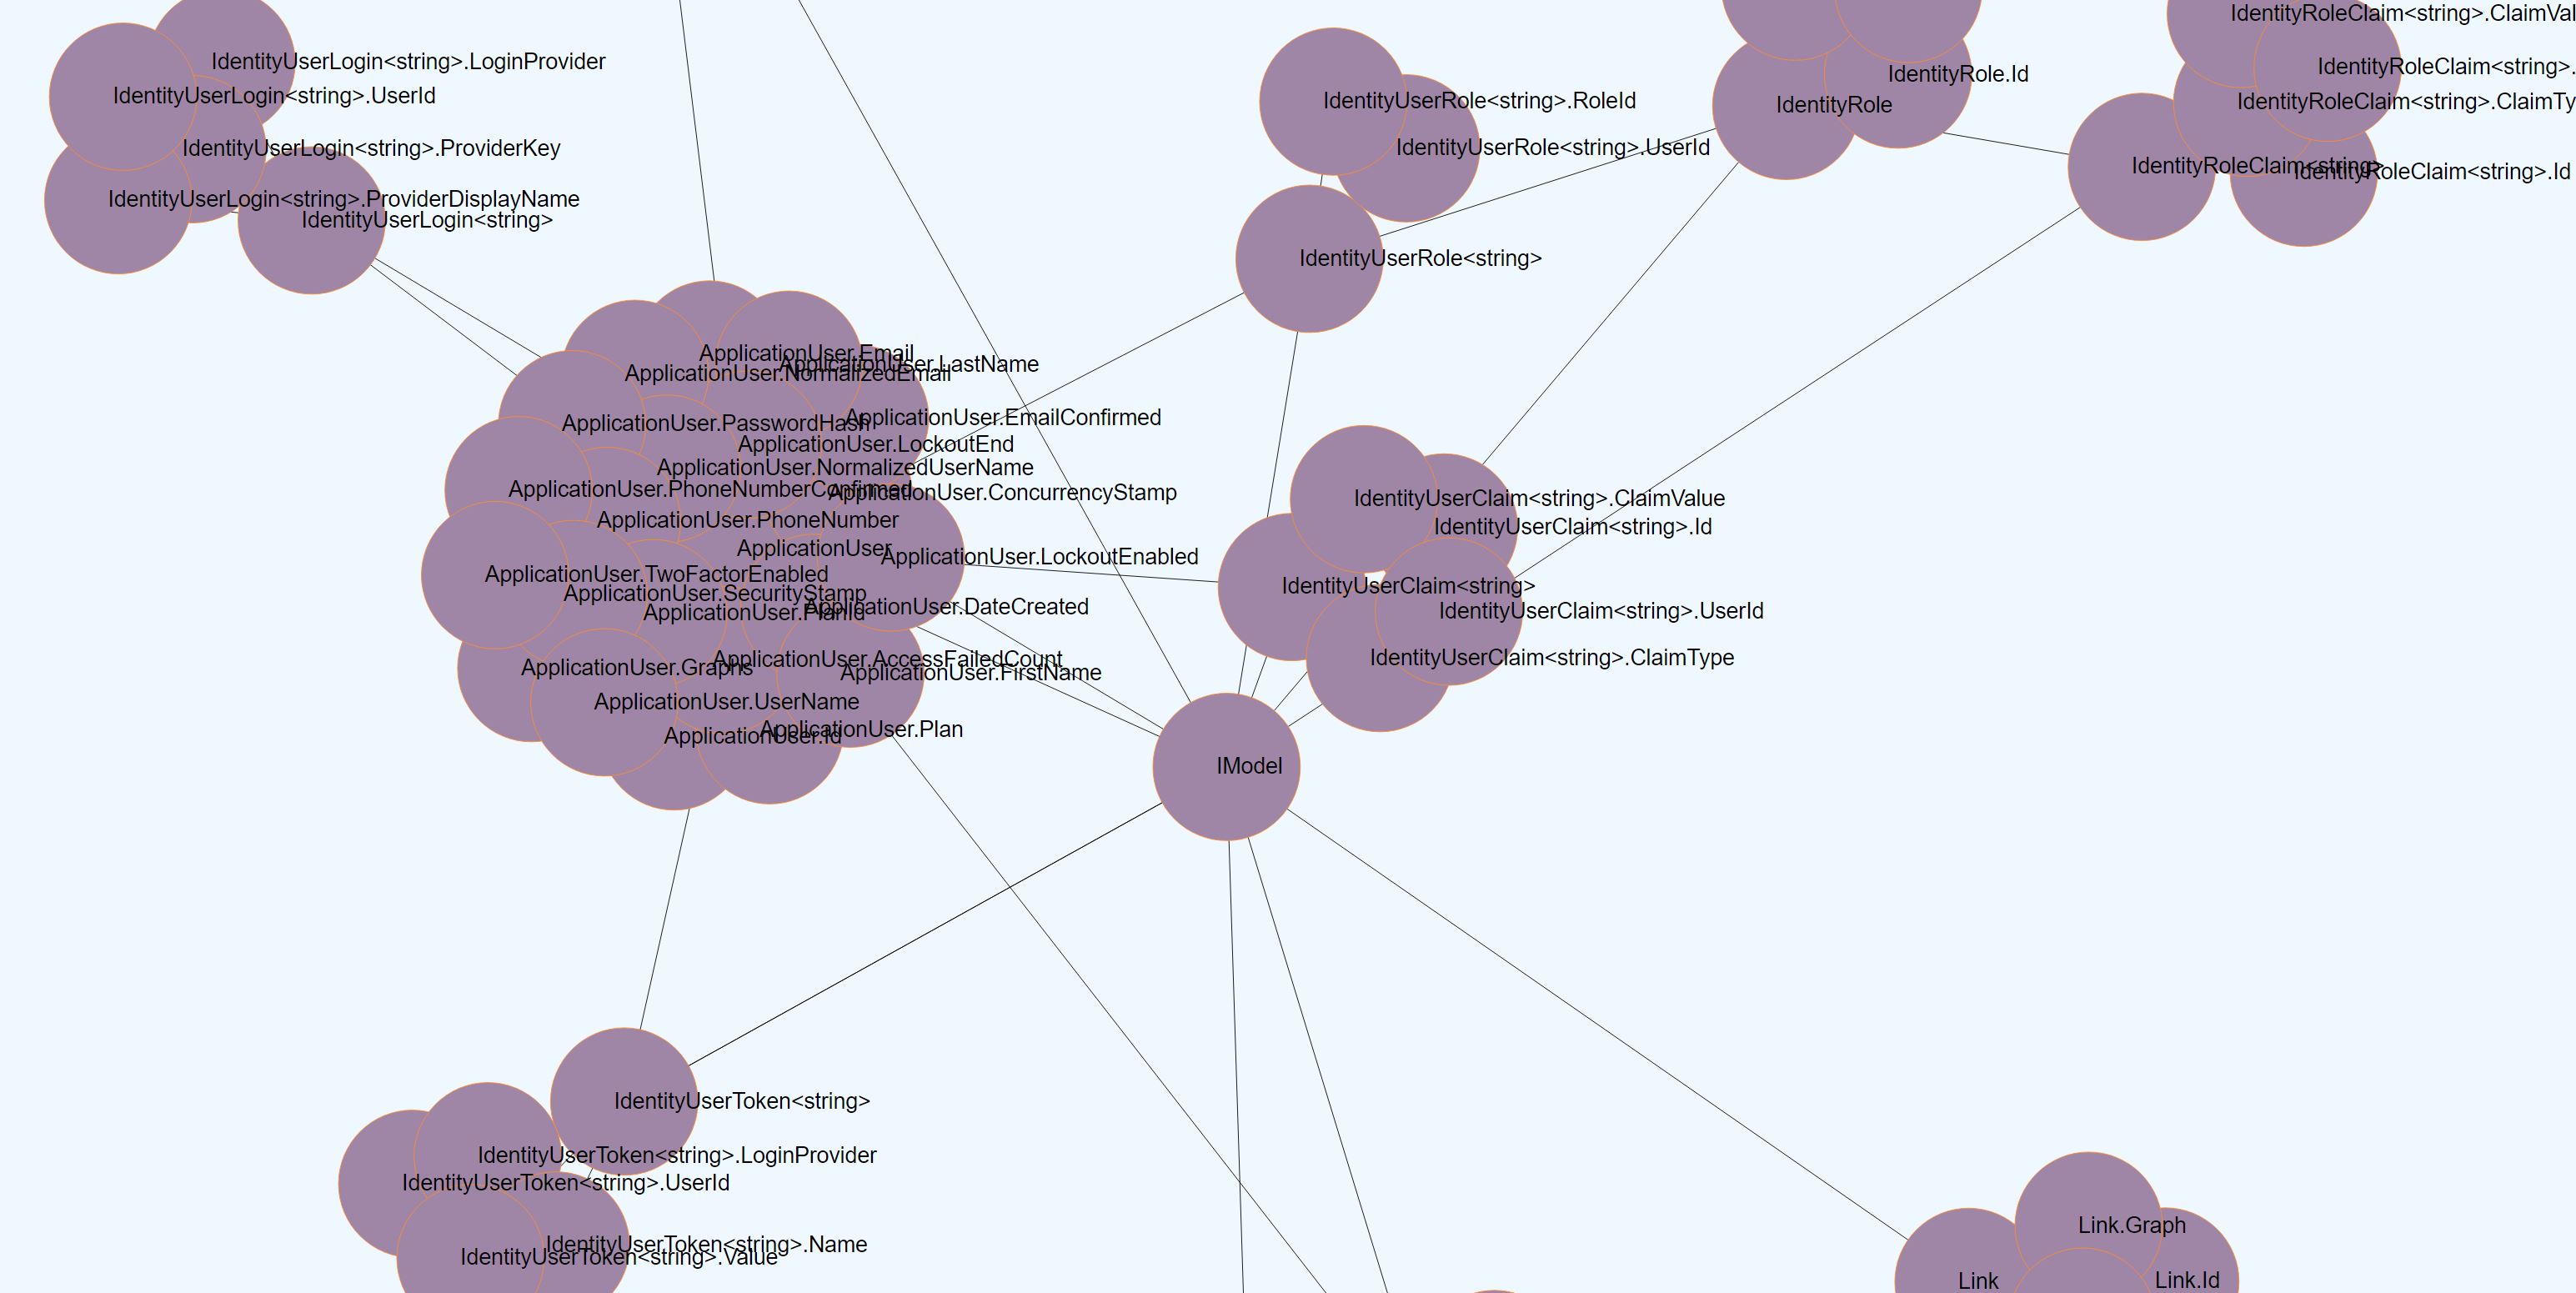 IdentityRoleClaim<string>.ClaimVal
IdentityUserLogin<string>.LoginProvider
IdentityRoleClaim<string>.
IdentityRole.Id
IdentityUserLogin<string>.UserId
IdentityUserRole<string>.RoleId
IdentityRoleClaim<string>.ClaimTy
IdentityRole
IdentityUserLogin<string>.ProviderKey
IdentityUserRole<string>.UserId
IdentityRoleClaim<string>
IdentityRoleClaim<string>.Id
IdentityUserLogin<string>.ProviderDisplayName
IdentityUserLogin<string>
IdentityUserRole<string>
ApplicationUser.Email
ApplicationUser.LastName
ApplicationUser.NormalizedEmail
ApplicationUser.EmailConfirmed
ApplicationUser.PasswordHash
ApplicationUser.LockoutEnd
ApplicationUser.NormalizedUserName
ApplicationUser.PhoneNumberConfirmed
ApplicationUser.ConcurrencyStamp
IdentityUserClaim<string>.ClaimValue
ApplicationUser.PhoneNumber
IdentityUserClaim<string>.Id
ApplicationUser
ApplicationUser.LockoutEnabled
ApplicationUser.TwoFactorEnabled
IdentityUserClaim<string>
ApplicationUser.SecurityStamp
ApplicationUser.DateCreated
ApplicationUser.PlanId
IdentityUserClaim<string>.UserId
ApplicationUser.AccessFailedCount
IdentityUserClaim<string>.ClaimType
ApplicationUser.Graphs
ApplicationUser.FirstName
ApplicationUser.UserName
ApplicationUser.Plan
ApplicationUser.Id
IModel
IdentityUserToken<string>
IdentityUserToken<string>.LoginProvider
IdentityUserToken<string>.UserId
Link.Graph
IdentityUserToken<string>.Name
IdentityUserToken<string>.Value
Link
Link.Id